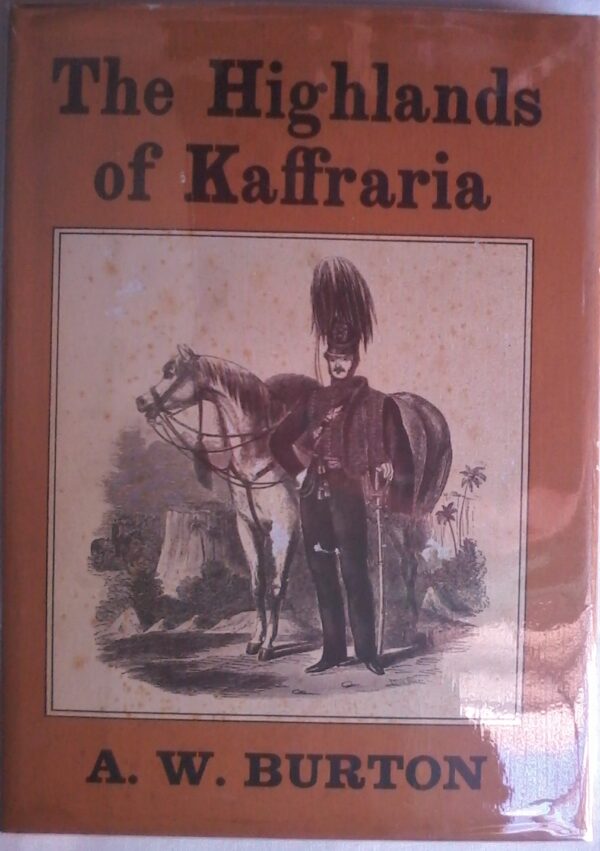 The Highlands
of Kaffraria
A. W. BURTON